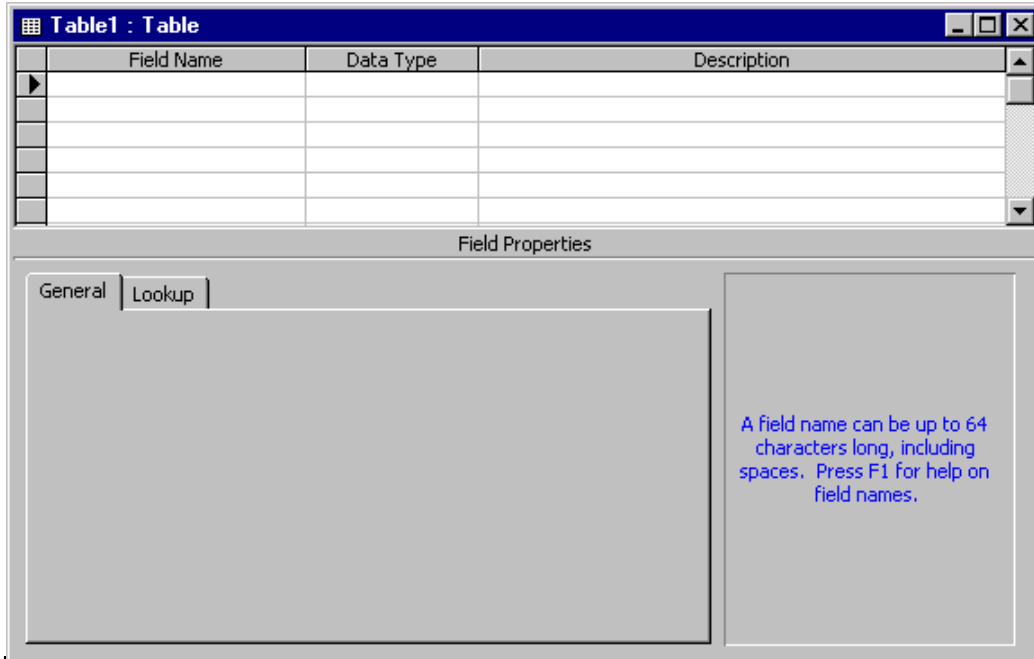 Table1 : Table
Field Name Data Type Description
Field Properties
General Lookup
A field name can be up to 64
characters long, including
spaces. Press F1 for help on
field names.